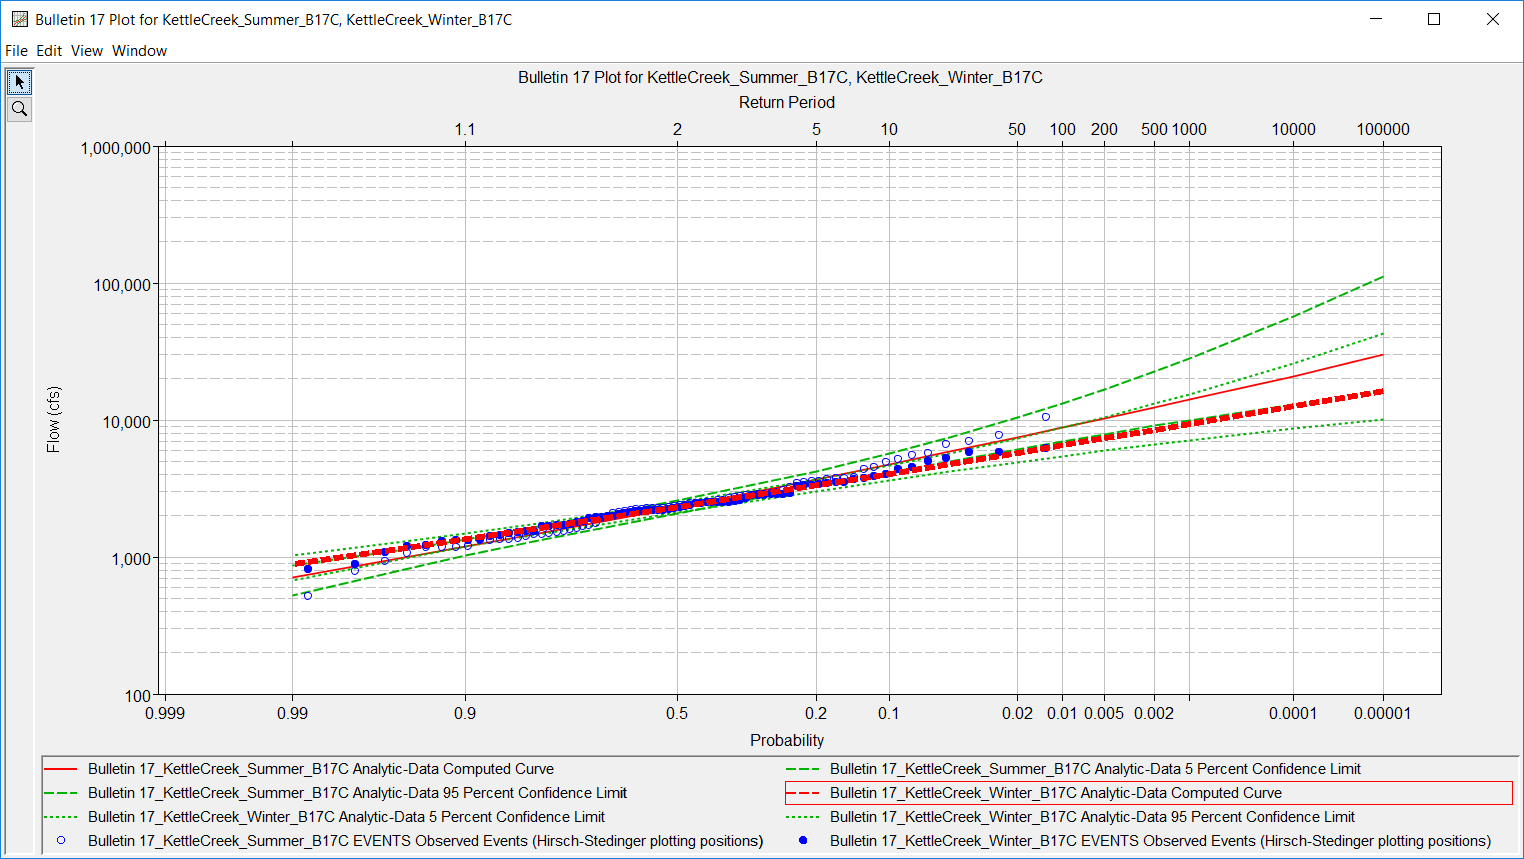 Bulletin 17 Plot for KettleCreek_Summer_B17C, KettleCreek_Winter_B17C
File Edit View Window
Bulletin 17 Plot for KettleCreek_Summer_B17C, KettleCreek_Winter_B17C
Return Period
1.1 2 5 10 50 100 200 500 1000 10000 100000
1,000,000
100,000
10,000
1,000
100
Flow (cfs)
0.999 0.99 0.9 0.5 0.2 0.1 0.02 0.01 0.005 0.002 0.0001 0.00001
Probability
Bulletin 17_KettleCreek_Summer_B17C Analytic-Data Computed Curve
Bulletin 17_KettleCreek_Summer_B17C Analytic-Data 5 Percent Confidence Limit
Bulletin 17_KettleCreek_Summer_B17C Analytic-Data 95 Percent Confidence Limit
Bulletin 17_KettleCreek_Winter_B17C Analytic-Data Computed Curve
Bulletin 17_KettleCreek_Winter_B17C Analytic-Data 5 Percent Confidence Limit
Bulletin 17_KettleCreek_Winter_B17C Analytic-Data 95 Percent Confidence Limit
Bulletin 17_KettleCreek_Summer_B17C EVENTS Observed Events (Hirsch-Stedinger plotting positions)
Bulletin 17_KettleCreek_Winter_B17C EVENTS Observed Events (Hirsch-Stedinger plotting positions)